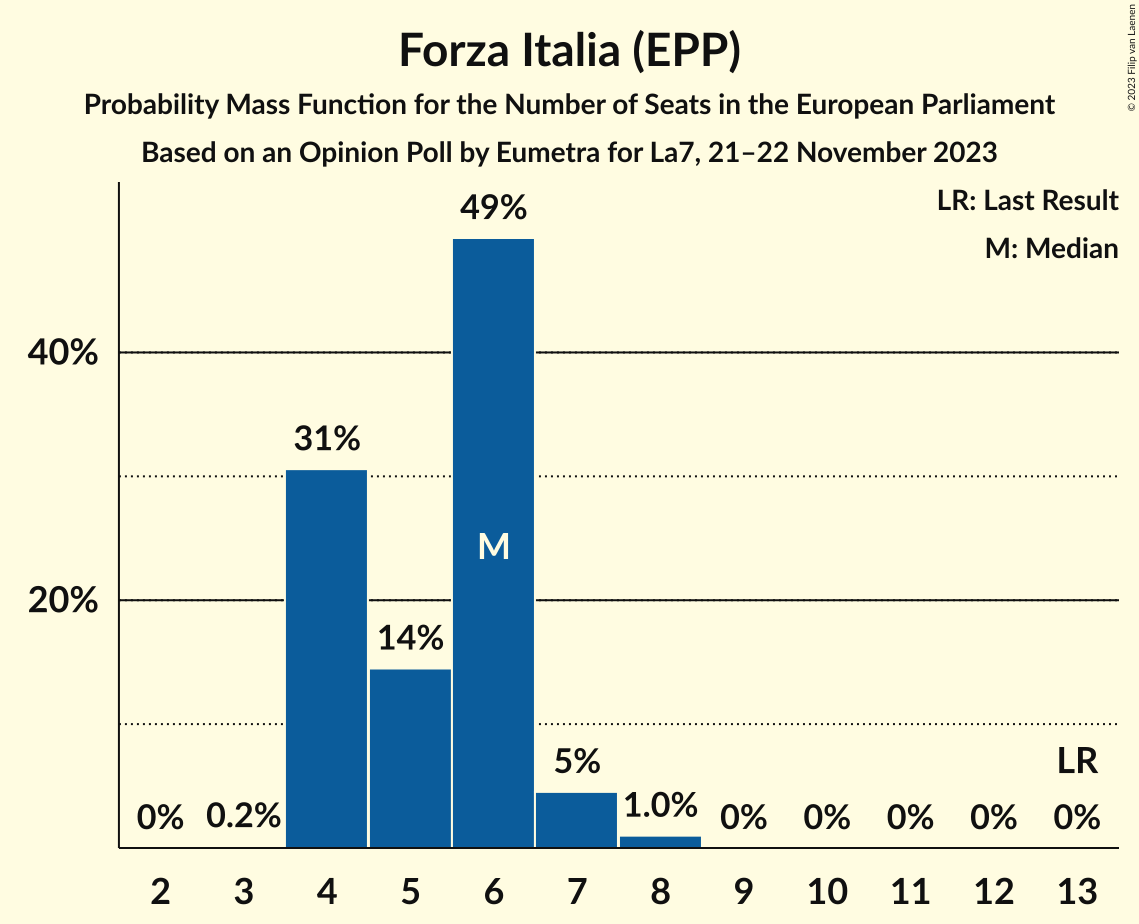 Forza Italia (EPP)
Probability Mass Function for the Number of Seats in the European Parliament
Based on an Opinion Poll by Eumetra for La7, 21–22 November 2023
© 2023 Filip van Laenen
LR: Last Result
M: Median
49%
40%
31%
M
20%
14%
5%
LR
0% 0.2% 1.0% 0% 0% 0% 0% 0%
2 3 4 5 6 7 8 9 10 11 12 13